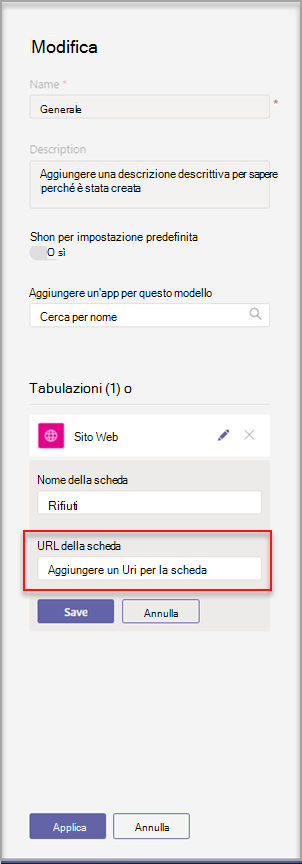 Modifica
Name *
Generale
*
Description
Aggiungere una descrizione descrittiva per sapere
perché è stata creata
Shon per impostazione predefinita
O sì
Aggiungere un'app per questo modello
Cerca per nome
Tabulazioni (1) o
Sito Web
Nome della scheda
Rifiuti
URL della scheda
Aggiungere un Uri per la scheda
Save
Annulla
Applica
Annulla